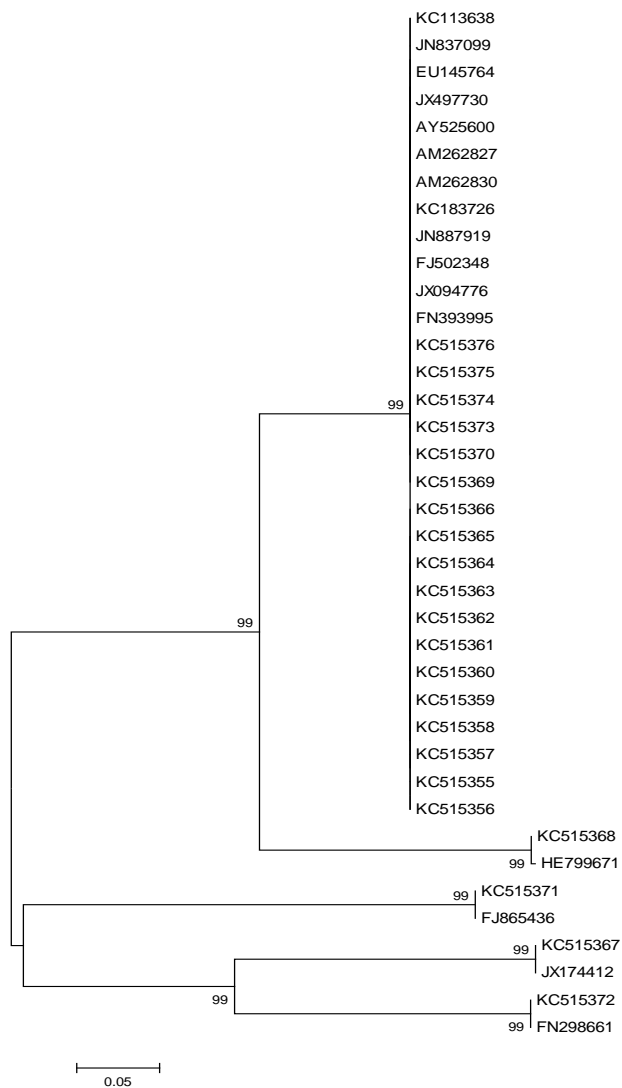 KC113638
JN837099
EU145764
JX497730
AY525600
AM262827
AM262830
KC183726
JN887919
FJ502348
JX094776
FN393995
KC515376
KC515375
KC515374
99
KC515373
KC515370
KC515369
KC515366
KC515365
KC515364
KC515363
KC515362
99
KC515361
KC515360
KC515359
KC515358
KC515357
KC515355
KC515356
KC515368
99 HE799671
99 KC515371
FJ865436
99 KC515367
JX174412
99
KC515372
99 FN298661
0.05